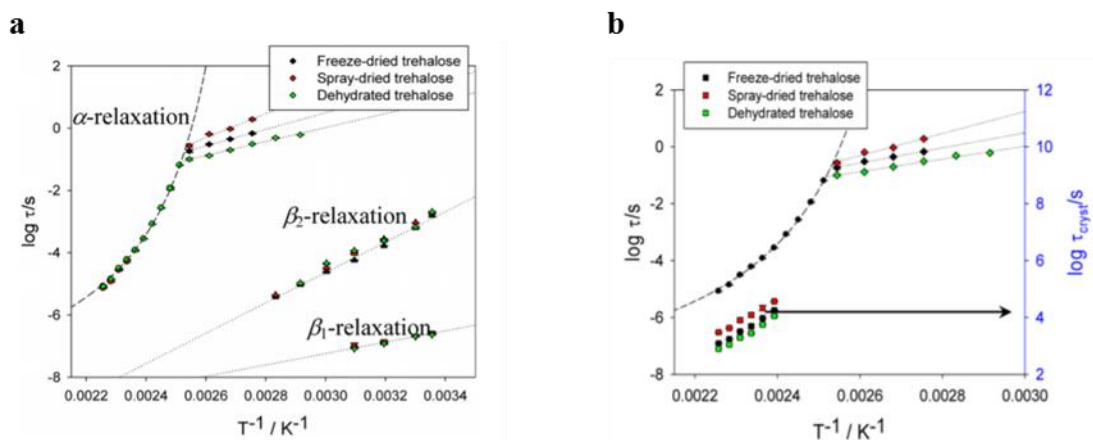 a
Freeze-dried trehalose
Spray-dried trehalose
Dehydrated trehalose
α-relaxation
β2-relaxation
β1-relaxation
log τ/s
2
0
-2
-4
-6
-8
0.0022 0.0024 0.0026 0.0028 0.0030 0.0032 0.0034
T⁻¹ / K⁻¹
b
Freeze-dried trehalose
Spray-dried trehalose
Dehydrated trehalose
log τ/s
2
0
-2
-4
-6
-8
12
10
8
6
4
2
log τcryst/s
0.0022 0.0024 0.0026 0.0028 0.0030
T⁻¹ / K⁻¹